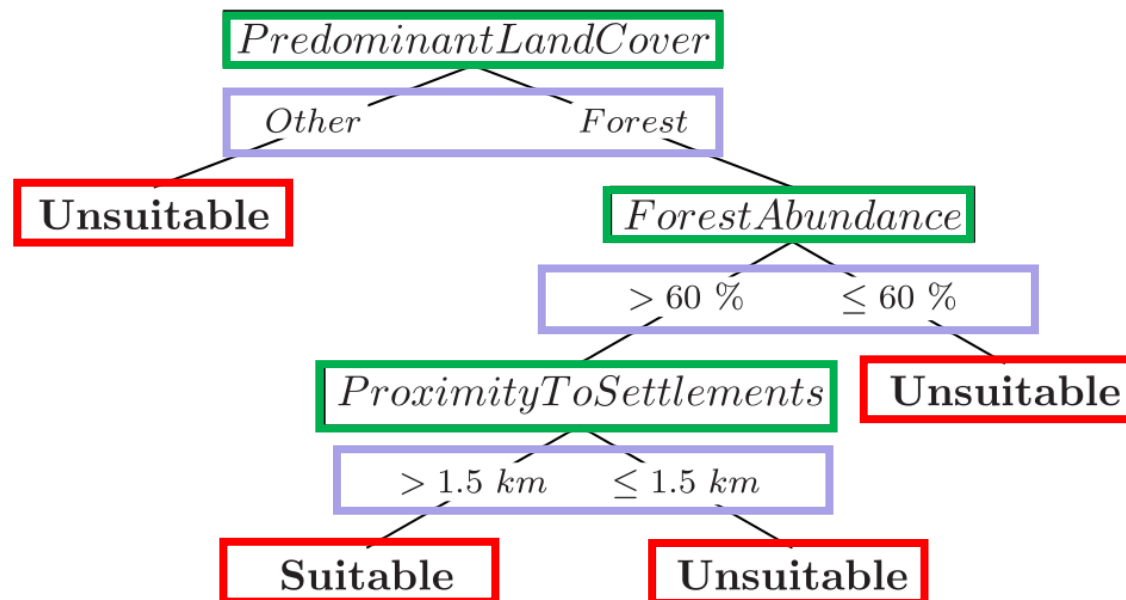 PredominantLandCover
Other Forest
Unsuitable
ForestAbundance
> 60 % ≤ 60 %
ProximityToSettlements
Unsuitable
> 1.5 km ≤ 1.5 km
Suitable Unsuitable